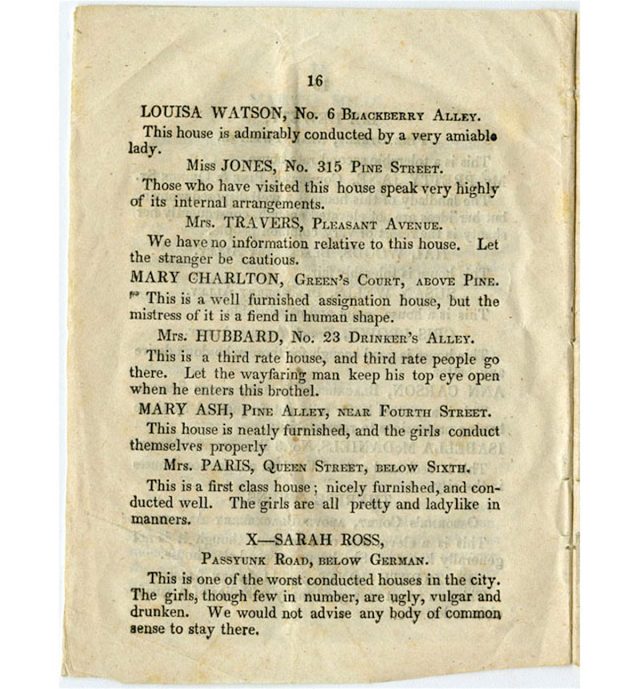 16
LOUISA WATSON, No. 6 BLACKBERRY ALLEY.
This house is admirably conducted by a very amiable
lady.
Miss JONES, No. 315 PINE STREET.
Those who have visited this house speak very highly
of its internal arrangements.
Mrs. TRAVERS, PLEASANT AVENUE.
We have no information relative to this house. Let
the stranger be cautious.
MARY CHARLTON, GREEN'S COURT, ABOVE PINE.
This is a well furnished assignation house, but the
mistress of it is a fiend in human shape.
Mrs. HUBBARD, No. 23 DRINKER'S ALLEY.
This is a third rate house, and third rate people go
there. Let the wayfaring man keep his top eye open
when he enters this brothel.
MARY ASH, PINE ALLEY, NEAR FOURTH STREET.
This house is neatly furnished, and the girls conduct
themselves properly
Mrs. PARIS, QUEEN STREET, BELOW SIXTH.
This is a first class house; nicely furnished, and con-
ducted well. The girls are all pretty and ladylike in
manners.
X—SARAH ROSS,
PASSYUNK ROAD, BELOW GERMAN.
This is one of the worst conducted houses in the city.
The girls, though few in number, are ugly, vulgar and
drunken. We would not advise any body of common
sense to stay there.